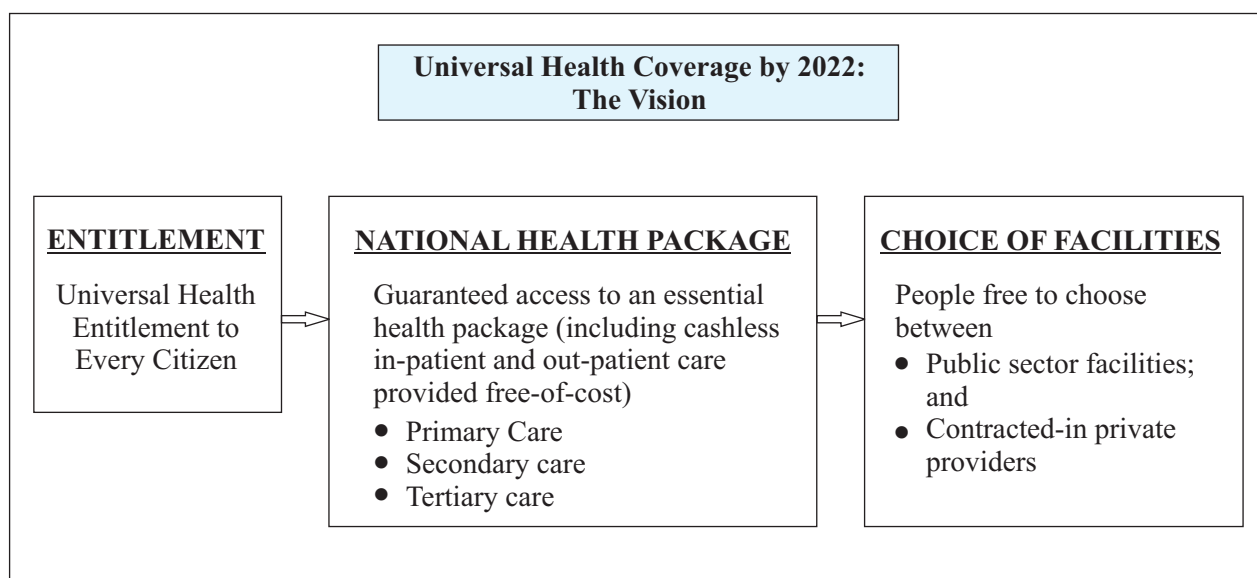 Universal Health Coverage by 2022:
The Vision
ENTITLEMENT
Universal Health
Entitlement to
Every Citizen
NATIONAL HEALTH PACKAGE
Guaranteed access to an essential
health package (including cashless
in-patient and out-patient care
provided free-of-cost)
● Primary Care
● Secondary care
● Tertiary care
CHOICE OF FACILITIES
People free to choose
between
● Public sector facilities;
and
● Contracted-in private
providers